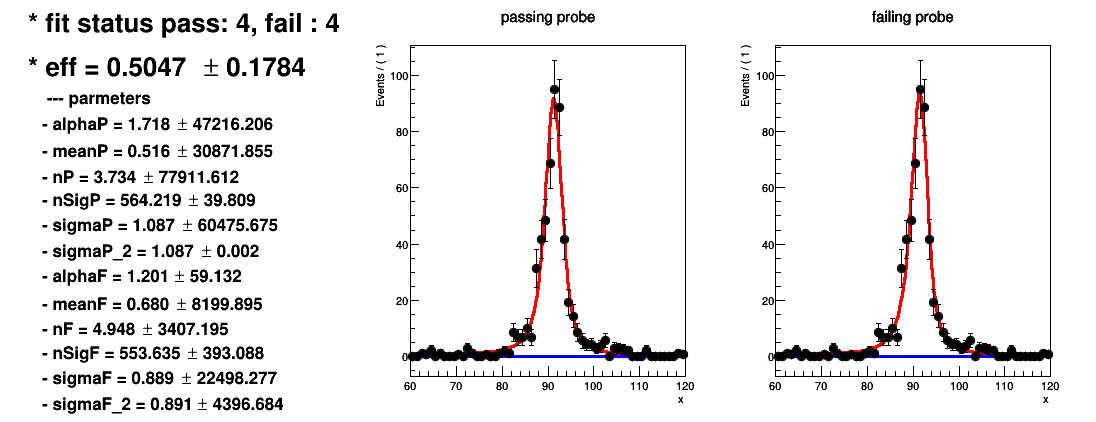 * fit status pass: 4, fail : 4
* eff = 0.5047 ± 0.1784
--- parmeters
- alphaP = 1.718 ± 47216.206
- meanP = 0.516 ± 30871.855
- nP = 3.734 ± 77911.612
- nSigP = 564.219 ± 39.809
- sigmaP = 1.087 ± 60475.675
- sigmaP_2 = 1.087 ± 0.002
- alphaF = 1.201 ± 59.132
- meanF = 0.680 ± 8199.895
- nF = 4.948 ± 3407.195
- nSigF = 553.635 ± 393.088
- sigmaF = 0.889 ± 22498.277
- sigmaF_2 = 0.891 ± 4396.684
passing probe
Events / ( 1 )
100
80
60
40
20
0
60 70 80 90 100 110 120
x
failing probe
Events / ( 1 )
100
80
60
40
20
0
60 70 80 90 100 110 120
x